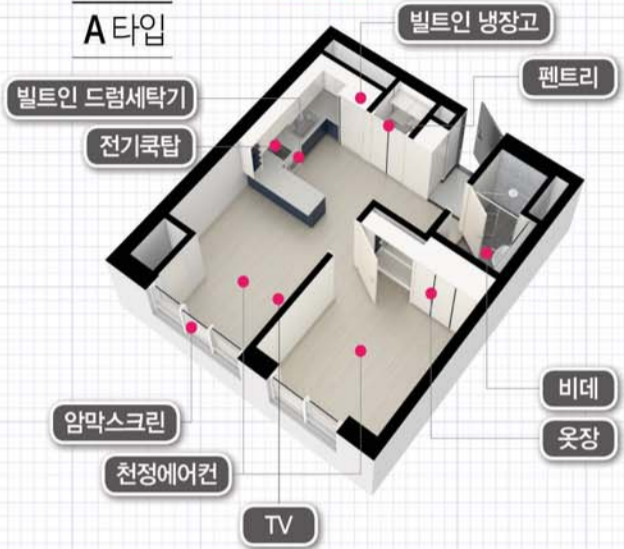 A 타입
빌트인 냉장고
펜트리
빌트인 드럼세탁기
전기쿡탑
암막스크린
천정에어컨
TV
비데
옷장